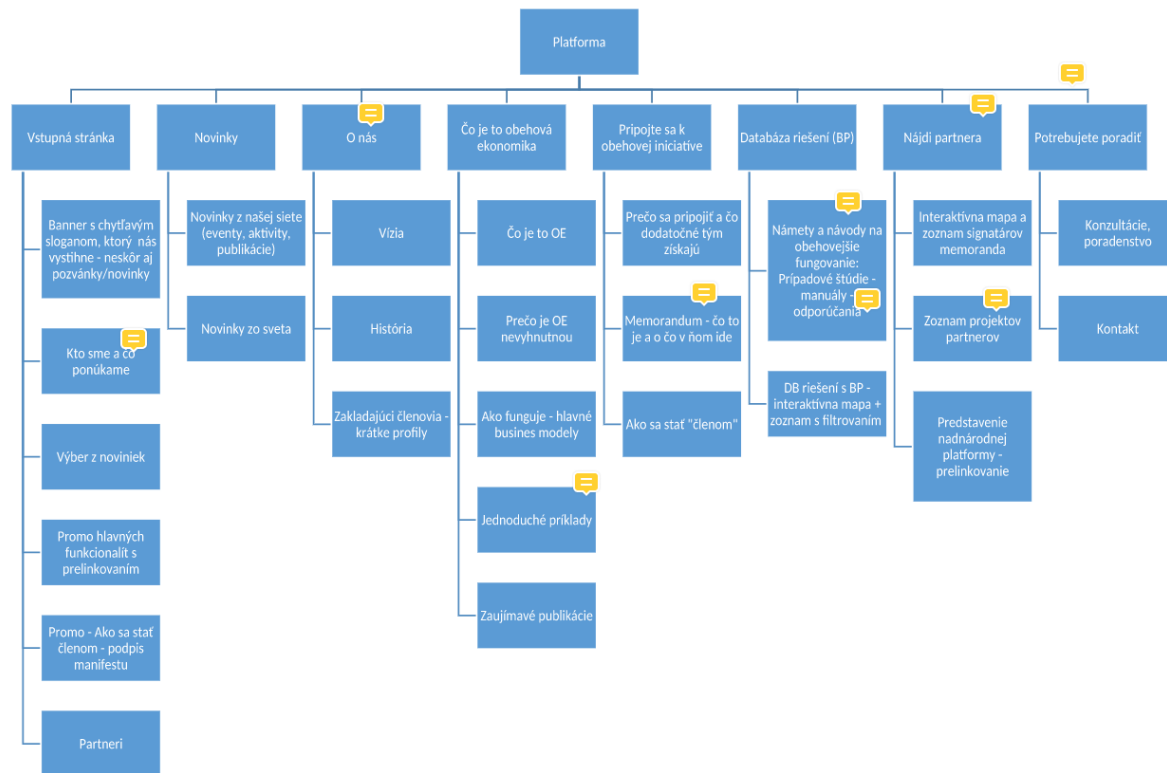 Platforma
Vstupná stránka
Banner s chytľavým
sloganom, ktorý nás
vystihne - neskôr aj
pozvánky/novinky
Kto sme a čo
ponúkame
Výber z noviniek
Promo hlavných
funkcionalít s
prelinkovaním
Promo - Ako sa stať
členom - podpis
manifestu
Partneri
Novinky
Novinky z našej siete
(eventy, aktivity,
publikácie)
Novinky zo sveta
O nás
Vízia
História
Zakladajúci členovia -
krátke profily
Čo je to obehová
ekonomika
Čo je to OE
Prečo je OE
nevyhnutnou
Ako funguje - hlavné
busines modely
Jednoduché príklady
Zaujímavé publikácie
Pripojte sa k
obehovej iniciative
Prečo sa pripojiť a čo
dodatočné tým
získajú
Memorandum - čo to
je a o čo v ňom ide
Ako sa stať "členom"
Databáza riešení (BP)
Námety a návody na
obehovejšie
fungovanie:
Prípadové štúdie -
manuály -
odporúčania
DB riešení s BP -
interaktívna mapa +
zoznam s filtrovaním
Nájdi partnera
Interaktívna mapa a
zoznam signatárov
memoranda
Zoznam projektov
partnerov
Predstavenie
nadnárodnej
platformy -
prelinkovanie
Potrebujete poradiť
Konzultácie,
poradenstvo
Kontakt